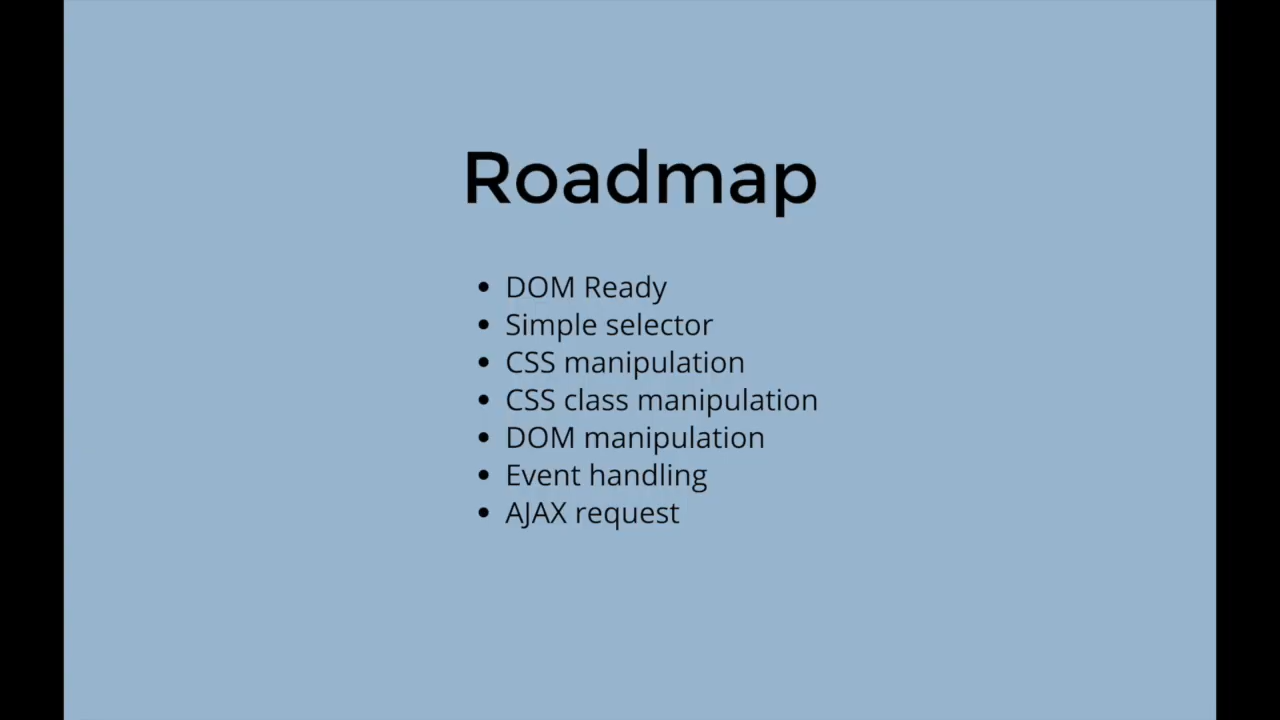 Roadmap
• DOM Ready
• Simple selector
• CSS manipulation
• CSS class manipulation
• DOM manipulation
• Event handling
• AJAX request